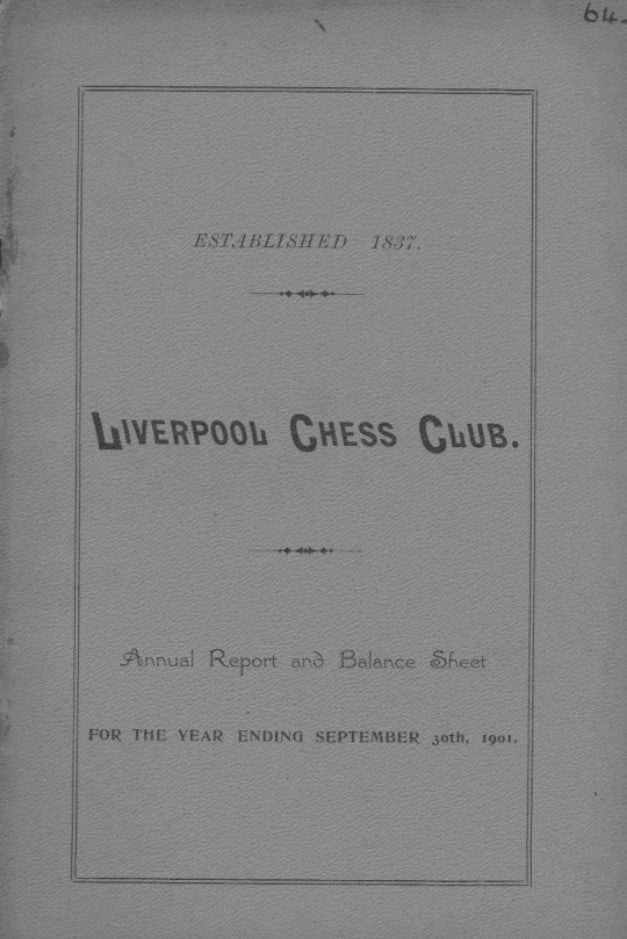 64.
ESTABLISHED 1837.
LIVERPOOL CHESS CLUB.
Annual Report and Balance Sheet
FOR THE YEAR ENDING SEPTEMBER 30th, 1901.